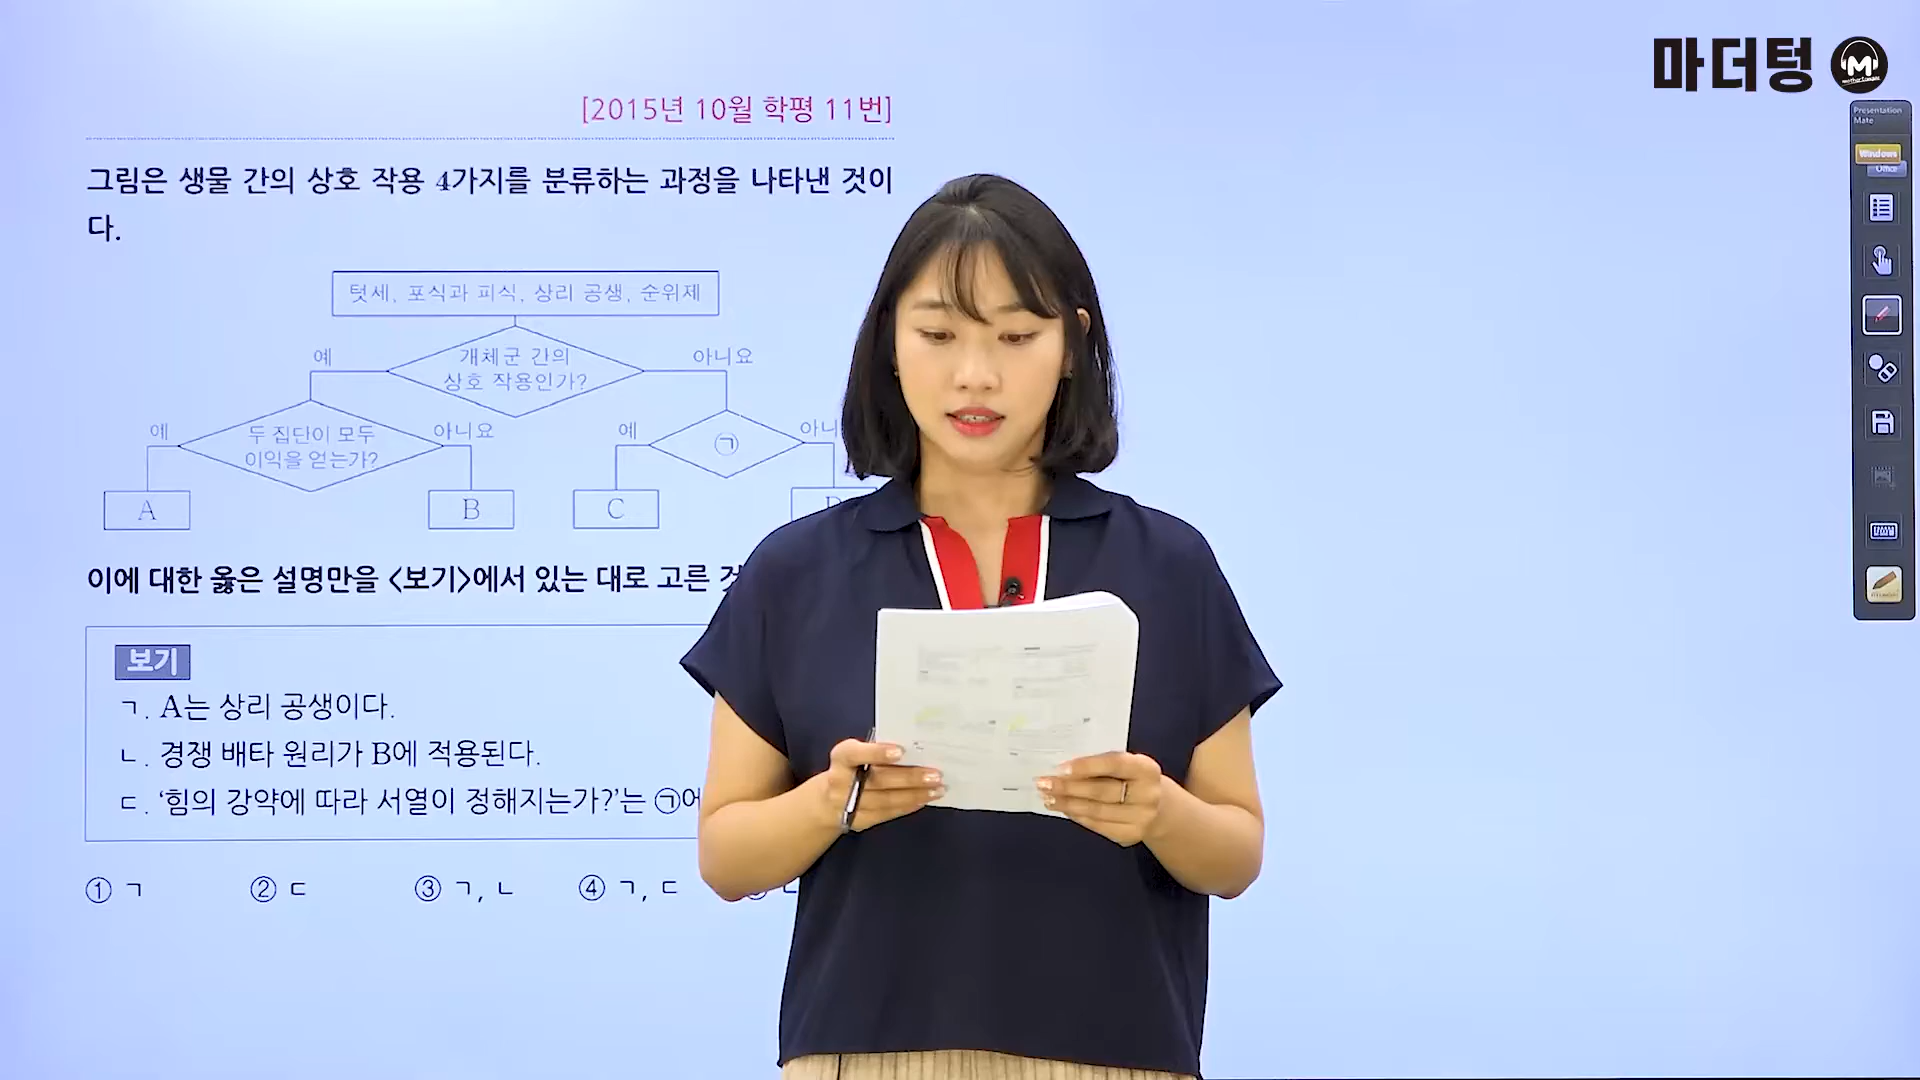 마더텅
M
Presentation
Mate
Windows
Office
[2015년 10월 학평 11번]
그림은 생물 간의 상호 작용 4가지를 분류하는 과정을 나타낸 것이
다.
텃세, 포식과 피식, 상리 공생, 순위제
예
개체군 간의
상호 작용인가?
아니요
예
두 집단이 모두
이익을 얻는가?
아니요
예
㉠
아니
A
B
C
이에 대한 옳은 설명만을 <보기>에서 있는 대로 고른
보기
ㄱ. A는 상리 공생이다.
ㄴ. 경쟁 배타 원리가 B에 적용된다.
ㄷ. ‘힘의 강약에 따라 서열이 정해지는가?’는 ㉠에
① ㄱ ② ㄷ ③ ㄱ, ㄴ ④ ㄱ, ㄷ